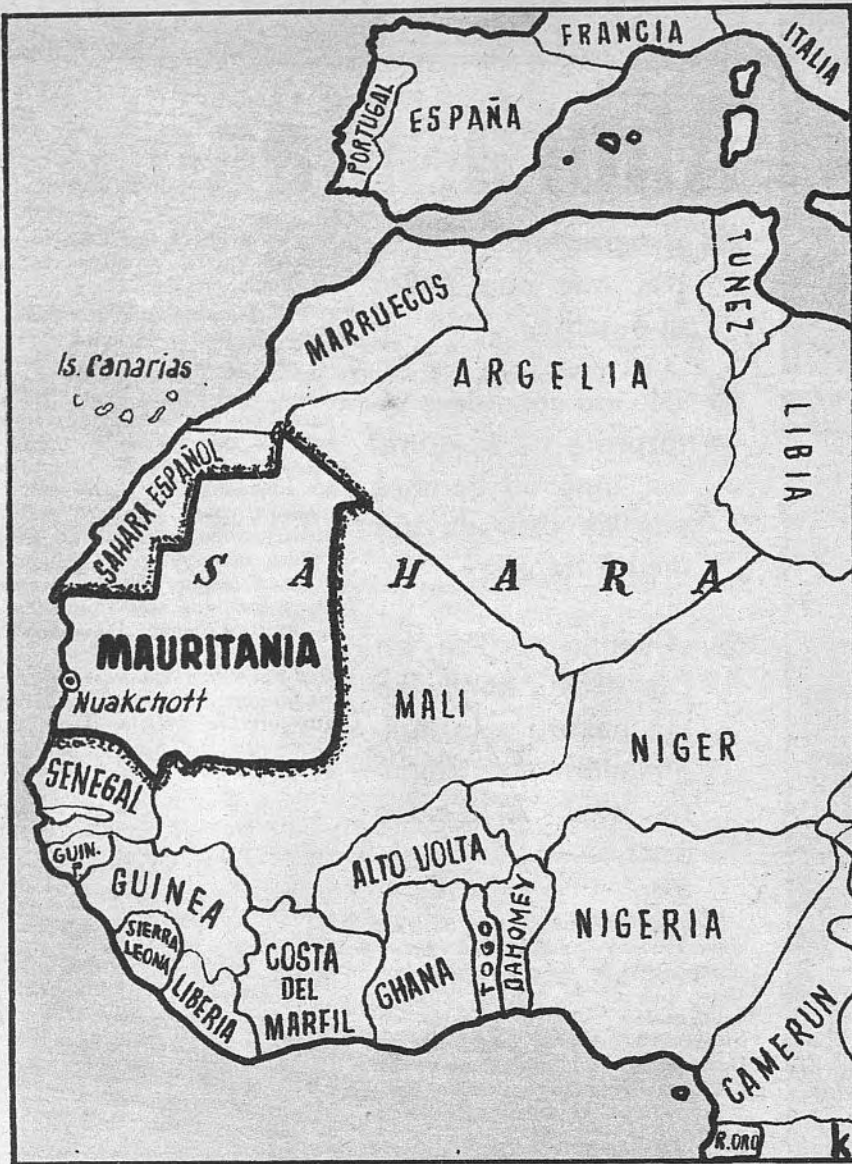 FRANCIA
ITALIA
PORTUGAL
ESPAÑA
TUNEZ
MARRUECOS
Is. Canarias
ARGELIA
LIBIA
SAHARA ESPAÑOL
SAHARA
MAURITANIA
Nuakchott
MALI
NIGER
SENEGAL
GUIN.
P.
ALTO VOLTA
GUINEA
SIERRA
LEONA
LIBERIA
COSTA
DEL
MARFIL
GHANA
TOGO
DAHOMEY
NIGERIA
CAMERUN
R. ORO
k